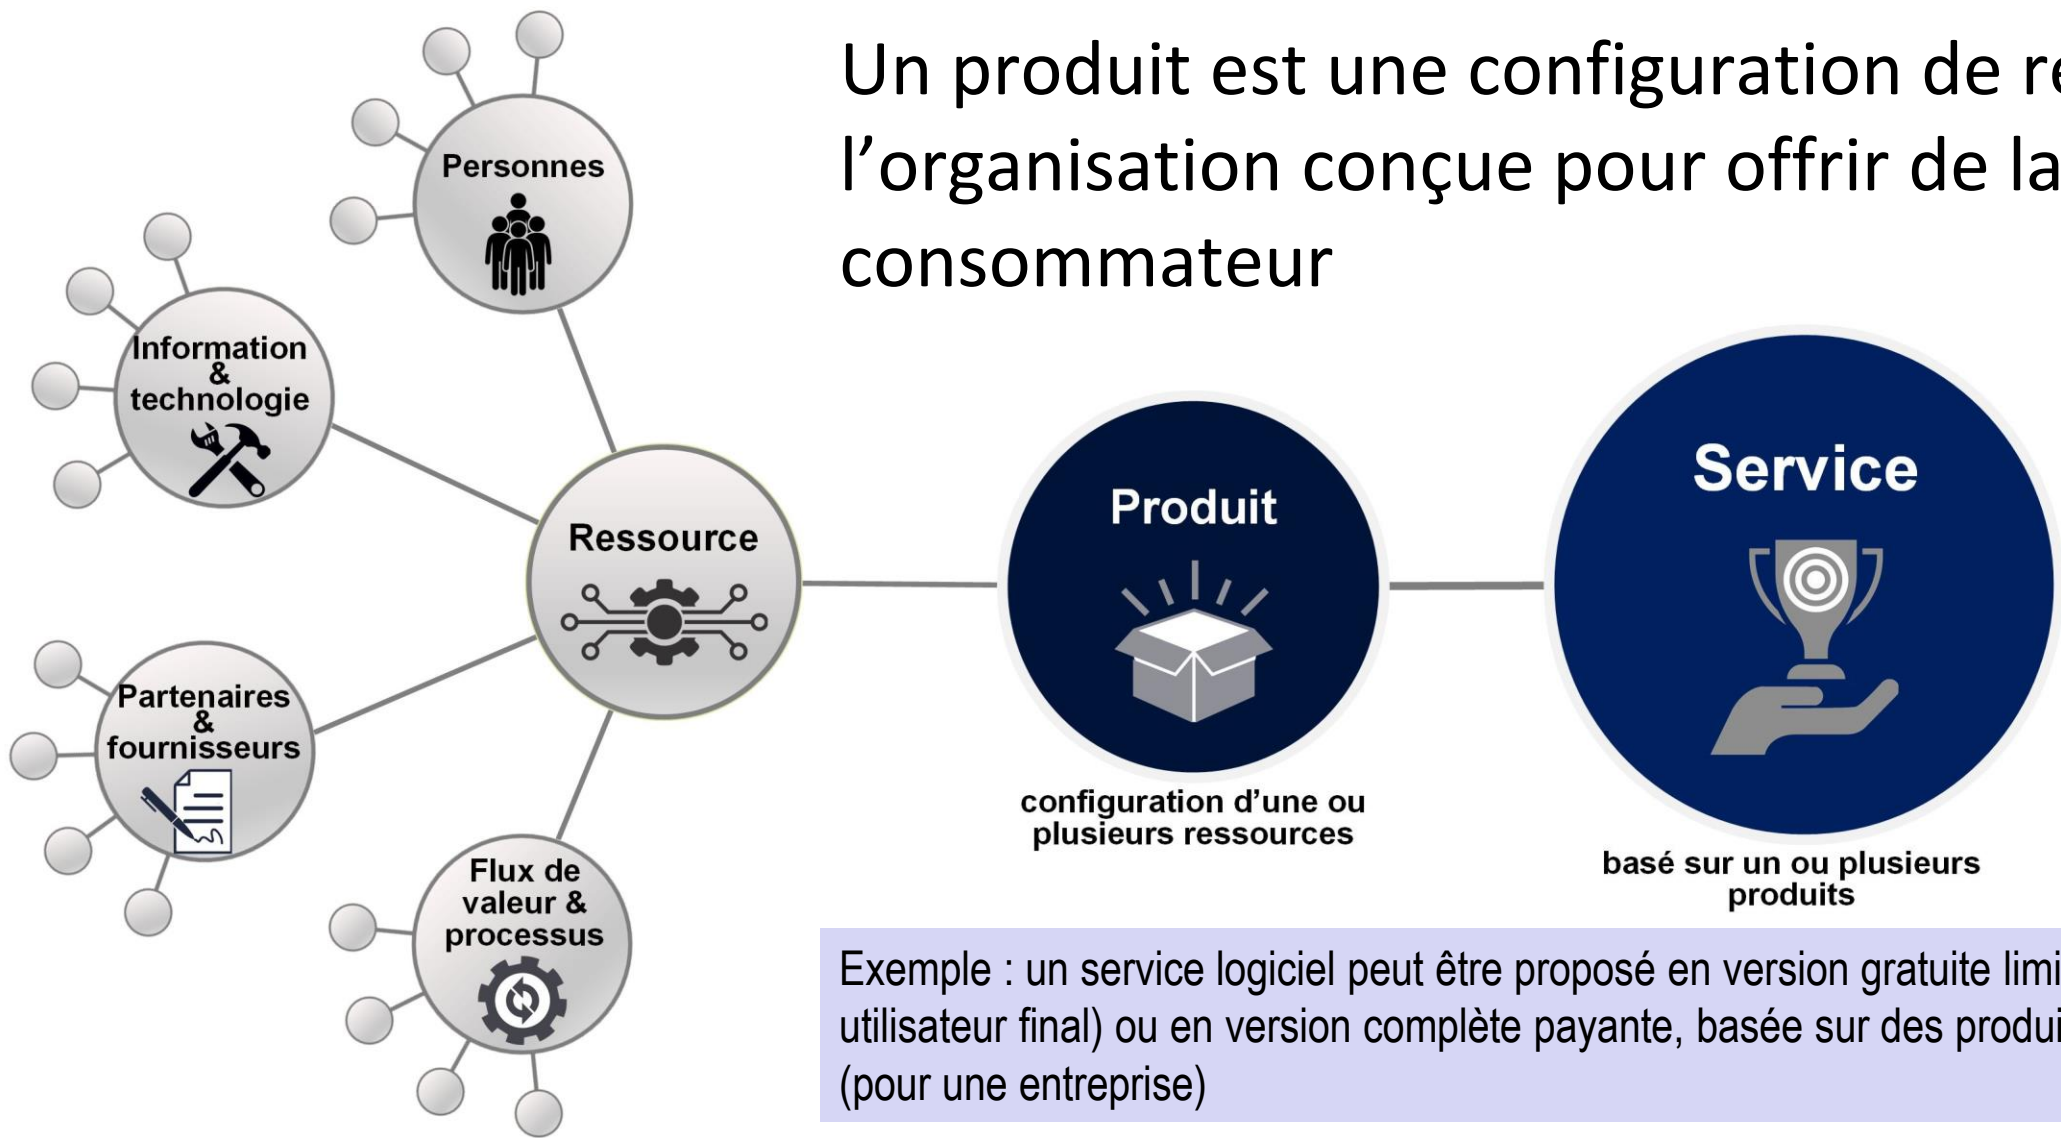 Un produit est une configuration de
l’organisation conçue pour offrir de la
consommateur
Personnes
Information
&
technologie
Ressource
Partenaires
&
fournisseurs
Flux de
valeur &
processus
Produit
configuration d’une ou
plusieurs ressources
Service
basé sur un ou plusieurs
produits
Exemple : un service logiciel peut être proposé en version gratuite
utilisateur final) ou en version complète payante, basée sur des
(pour une entreprise)